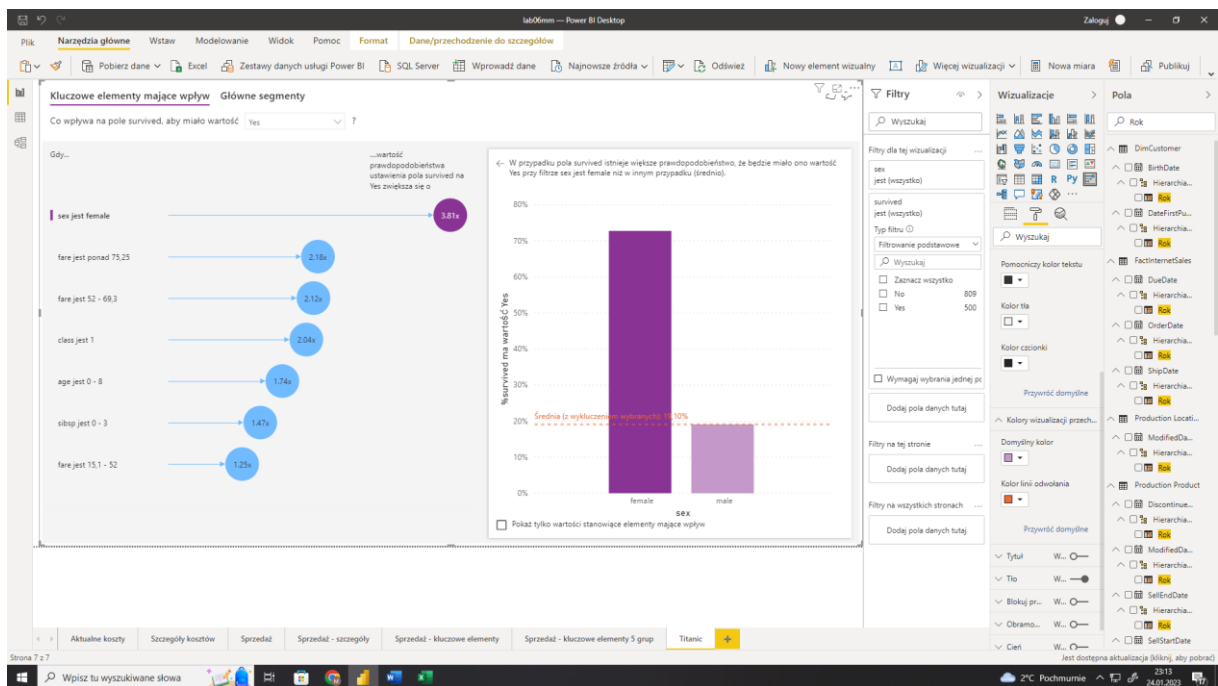 lab06mm — Power BI Desktop
Zaloguj
Plik
Narzędzia główne
Wstaw
Modelowanie
Widok
Pomoc
Format
Dane/przechodzenie do szczegółów
Pobierz dane
Excel
Zestawy danych usługi Power BI
SQL Server
Wprowadź dane
Najnowsze źródła
Odśwież
Nowy element wizualny
Więcej wizualizacji
Nowa miara
Publikuj
Kluczowe elementy mające wpływ
Główne segmenty
Co wpływa na pole survived, aby miało wartość
Yes
?
Gdy...
...wartość
prawdopodobieństwa
ustawienia pola survived na
Yes zwiększa się o
sex jest female
3.81x
fare jest ponad 75,25
2.18x
fare jest 52 - 69,3
2.12x
class jest 1
2.04x
age jest 0 - 8
1.74x
sibsp jest 0 - 3
1.47x
fare jest 15,1 - 52
1.25x
W przypadku pola survived istnieje większe prawdopodobieństwo, że będzie miało ono wartość
Yes przy filtrze sex jest female niż w innym przypadku (średnio).
%survived ma wartość Yes
80%
70%
60%
50%
40%
30%
20%
10%
0%
Średnia (z wykluczeniem wybranych): 19,10%
female
male
sex
Pokaż tylko wartości stanowiące elementy mające wpływ
Filtry
Wyszukaj
Filtry dla tej wizualizacji
sex
jest (wszystko)
survived
jest (wszystko)
Typ filtru
Filtrowanie podstawowe
Wyszukaj
Zaznacz wszystko
No 809
Yes 500
Wymagaj wybrania jednej po
Dodaj pola danych tutaj
Filtry na tej stronie
Dodaj pola danych tutaj
Filtry na wszystkich stronach
Dodaj pola danych tutaj
Wizualizacje
R
Py
Wyszukaj
Pomocniczy kolor tekstu
Kolor tła
Kolor czcionki
Przywróć domyślne
Kolory wizualizacji przech...
Domyślny kolor
Kolor linii odwołania
Przywróć domyślne
Tytuł W...
Tło W...
Blokuj pr... W...
Obramo... W...
Cień W...
Pola
Rok
DimCustomer
BirthDate
Hierarchia...
Rok
DateFirstPu...
Hierarchia...
Rok
FactInternetSales
DueDate
Hierarchia...
Rok
OrderDate
Hierarchia...
Rok
ShipDate
Hierarchia...
Rok
Production Locati...
ModifiedDa...
Hierarchia...
Rok
Production Product
Discontinue...
Hierarchia...
Rok
ModifiedDa...
Hierarchia...
Rok
SellEndDate
Hierarchia...
Rok
SellStartDate
Aktualne koszty
Szczegóły kosztów
Sprzedaż
Sprzedaż - szczegóły
Sprzedaż - kluczowe elementy
Sprzedaż - kluczowe elementy 5 grup
Titanic
Strona 7 z 7
Jest dostępna aktualizacja (kliknij, aby pobrać)
Wpisz tu wyszukiwane słowa
2°C Pochmurnie
23:13
24.01.2023